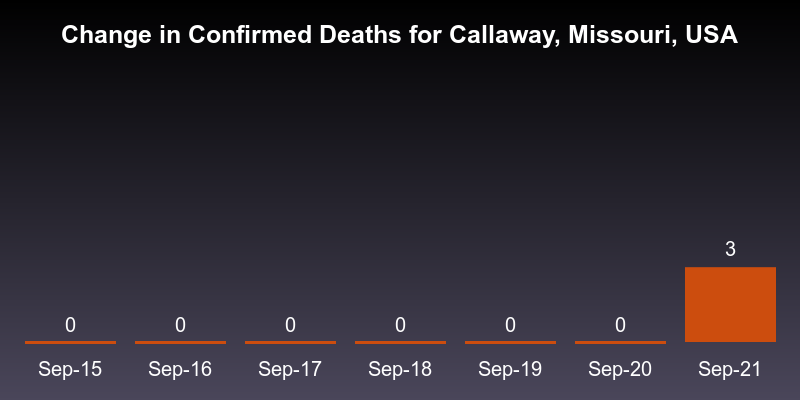 Change in Confirmed Deaths for Callaway, Missouri, USA
3
0 0 0 0 0 0
Sep-15 Sep-16 Sep-17 Sep-18 Sep-19 Sep-20 Sep-21